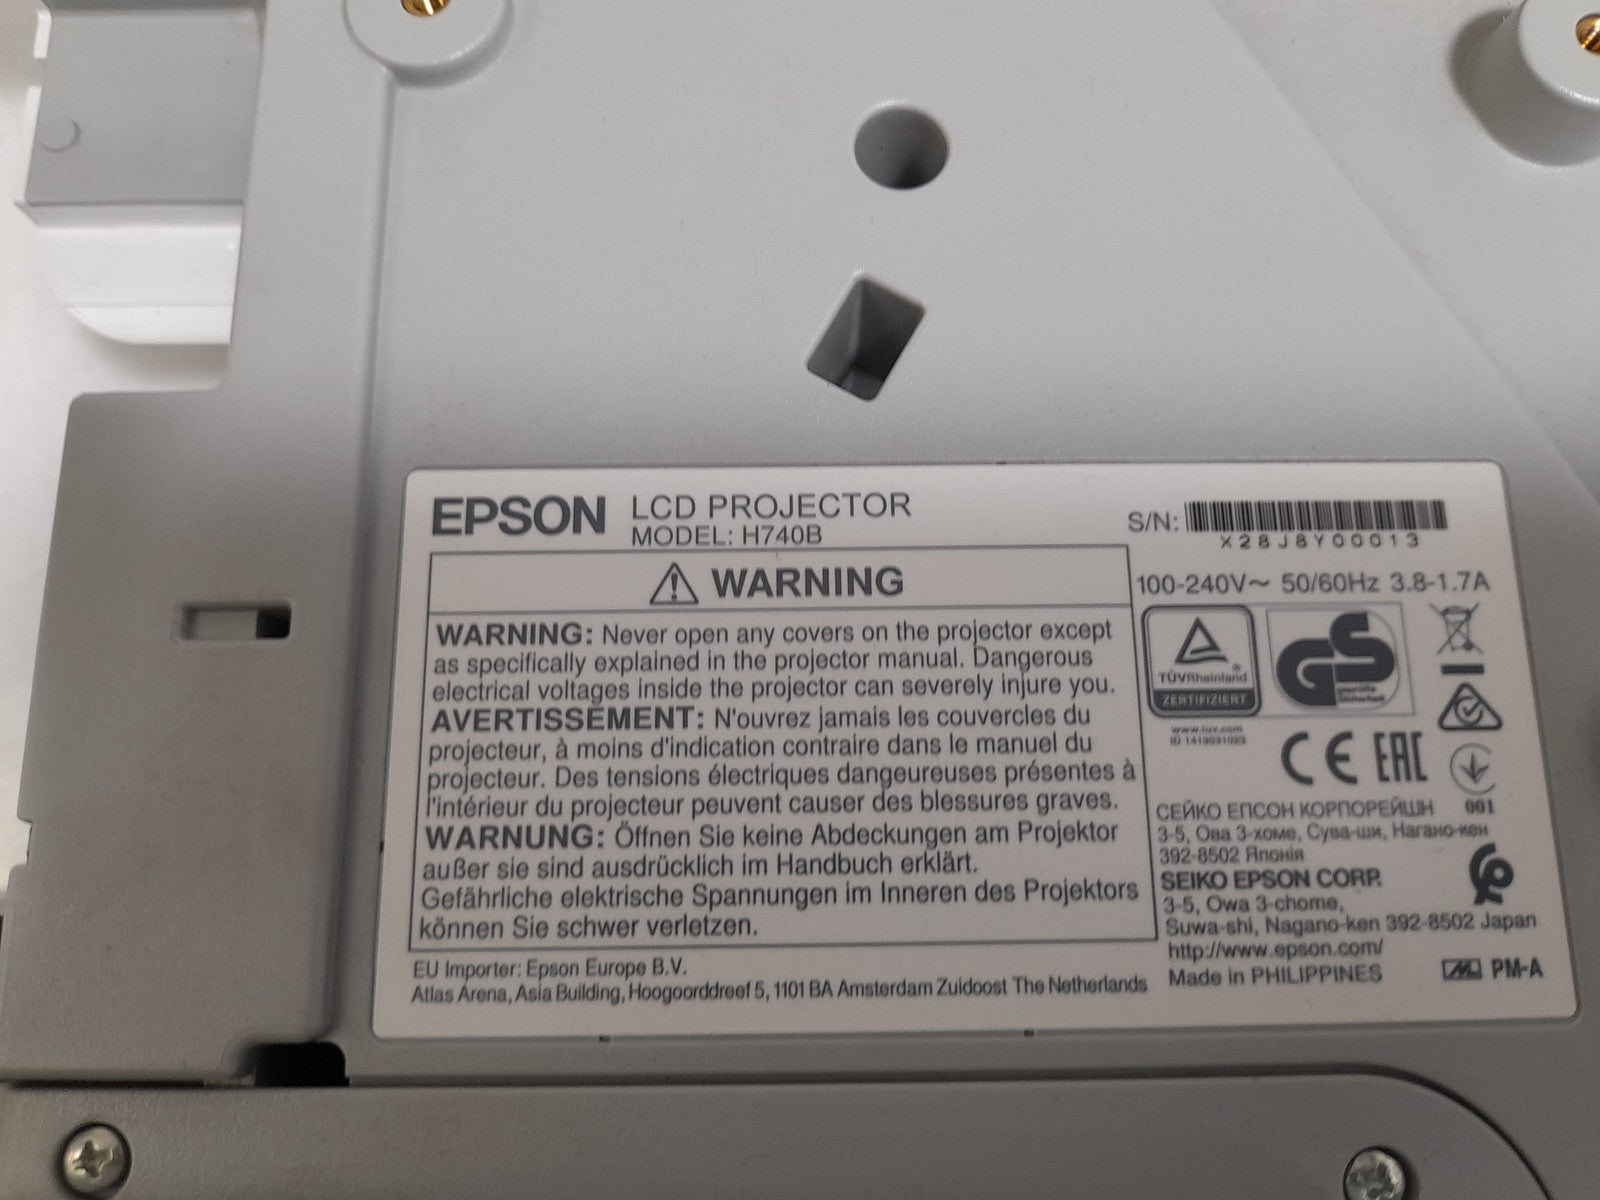 EPSON LCD PROJECTOR
MODEL: H740B
S/N:
X28J8Y00013
100-240V~ 50/60Hz 3.8-1.7A
WARNING
WARNING: Never open any covers on the projector except
as specifically explained in the projector manual. Dangerous
electrical voltages inside the projector can severely injure you.
AVERTISSEMENT: N'ouvrez jamais les couvercles du
projecteur, à moins d'indication contraire dans le manuel du
projecteur. Des tensions électriques dangeureuses présentes à
l'intérieur du projecteur peuvent causer des blessures graves.
WARNUNG: Öffnen Sie keine Abdeckungen am Projektor
außer sie sind ausdrücklich im Handbuch erklärt.
Gefährliche elektrische Spannungen im Inneren des Projektors
können Sie schwer verletzen.
EU Importer: Epson Europe B.V.
Atlas Arena, Asia Building, Hoogoorddreef 5, 1101 BA Amsterdam Zuidoost The Netherlands
TÜVRheinland
ZERTIFIZIERT
www.tuv.com
GS
geprüfte
Sicherheit
CE EAC
001
СЕЙКО ЕПСОН КОРПОРЕЙШН
3-5, Ова 3-хоме, Сува-ши, Нагано-кен
392-8502 Японія
SEIKO EPSON CORP.
3-5, Owa 3-chome,
Suwa-shi, Nagano-ken 392-8502 Japan
http://www.epson.com/
Made in PHILIPPINES
PM-A